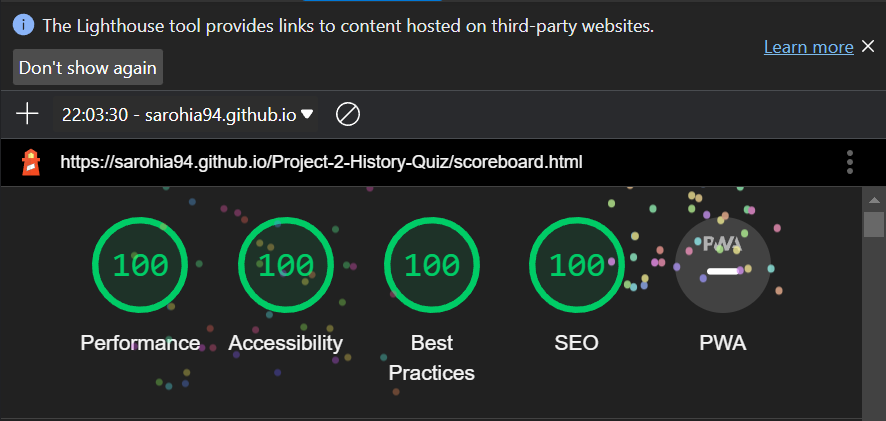 The Lighthouse tool provides links to content hosted on third-party websites.
Don't show again
Learn more
22:03:30 - sarohia94.github.io
https://sarohia94.github.io/Project-2-History-Quiz/scoreboard.html
100 100 100 100 PWA
Performance Accessibility Best Practices SEO PWA